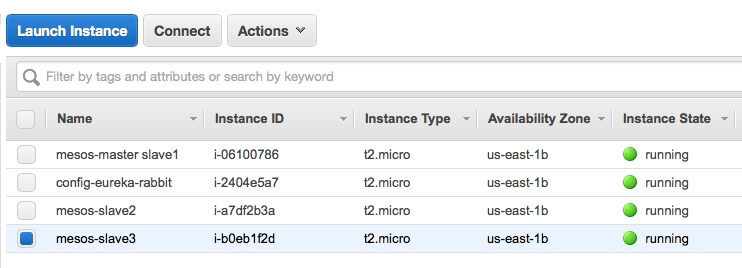 Launch Instance Connect Actions
Filter by tags and attributes or search by keyword
Name Instance ID Instance Type Availability Zone Instance State
mesos-master slave1 i-06100786 t2.micro us-east-1b running
config-eureka-rabbit i-2404e5a7 t2.micro us-east-1b running
mesos-slave2 i-a7df2b3a t2.micro us-east-1b running
mesos-slave3 i-b0eb1f2d t2.micro us-east-1b running